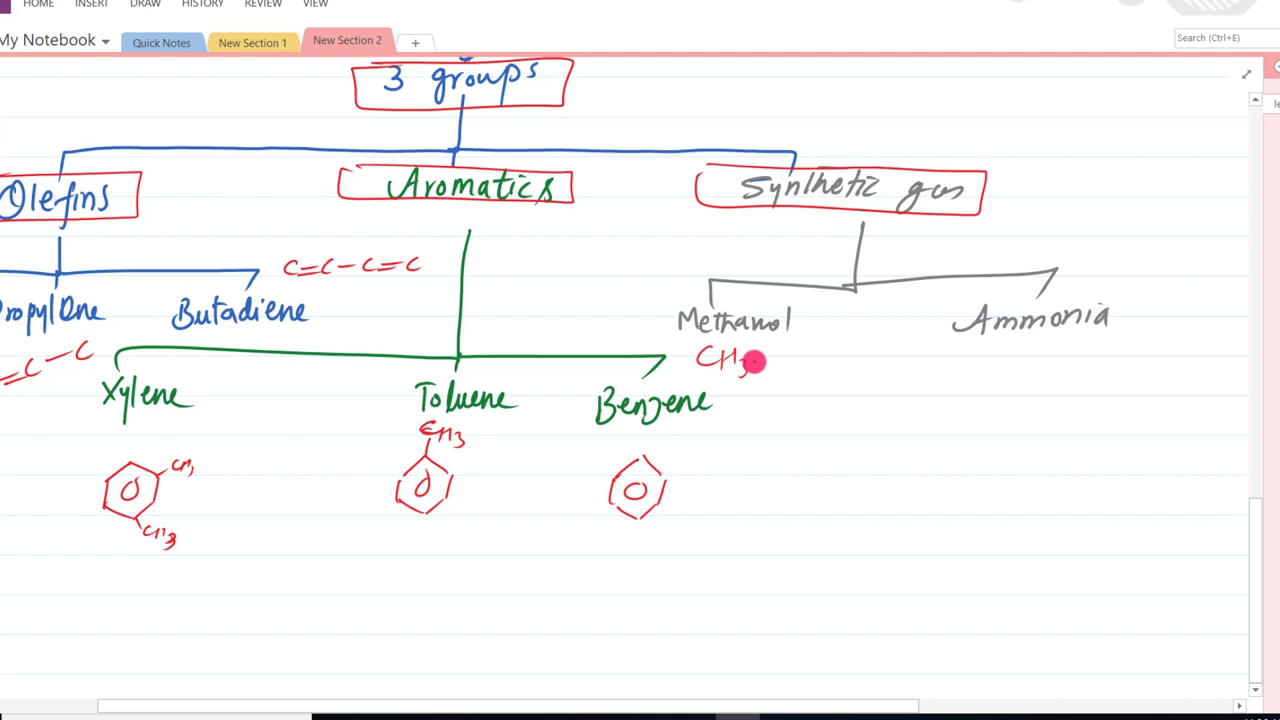 HOME INSERT DRAW HISTORY REVIEW VIEW
My Notebook Quick Notes New Section 1 New Section 2 +
Search (Ctrl+E)
3 groups
Olefins Aromatics Synthetic gas
C=C-C=C
Butadiene Methanol Ammonia
=C-C CH3
Xylene Toluene Benzene
CH3
CH3
CH3